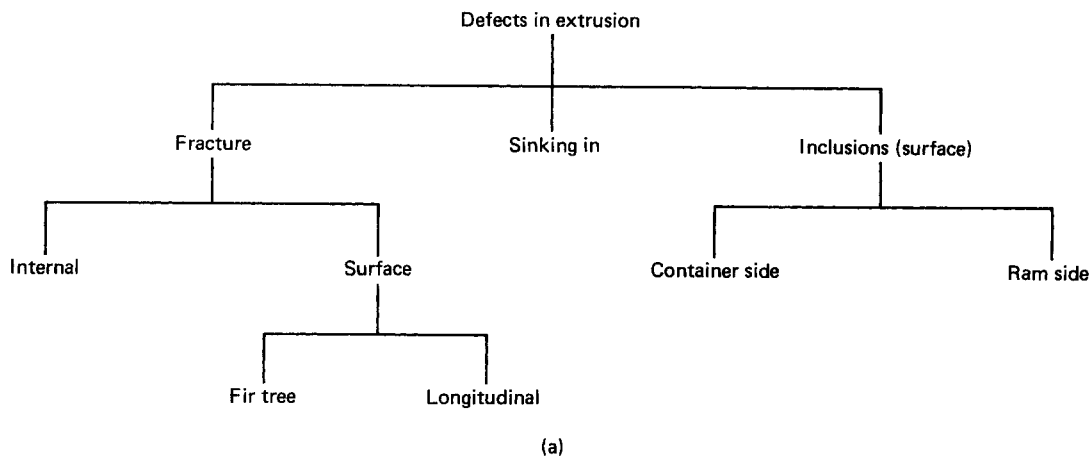 Defects in extrusion
Fracture
Sinking in
Inclusions (surface)
Internal
Surface
Container side
Ram side
Fir tree
Longitudinal
(a)